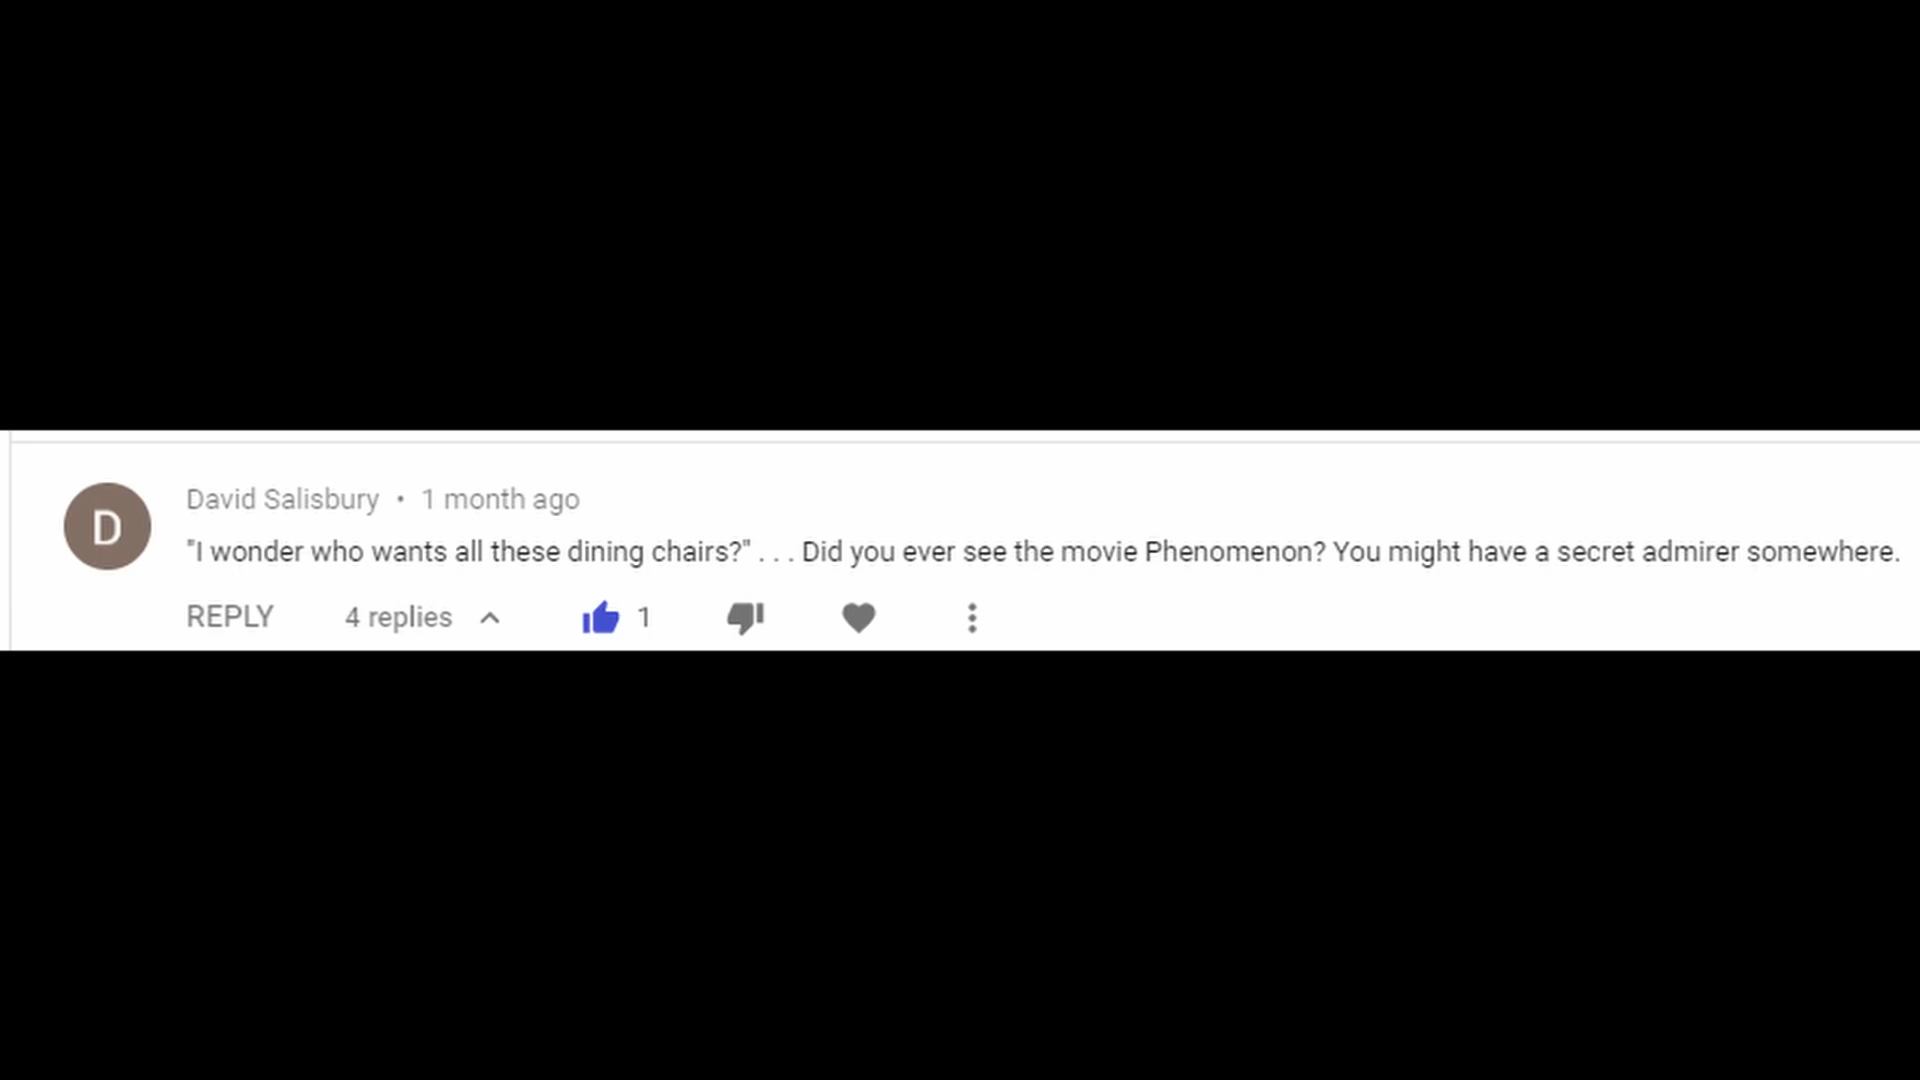 D
David Salisbury • 1 month ago
"I wonder who wants all these dining chairs?" . . . Did you ever see the movie Phenomenon? You might have a secret admirer somewhere.
REPLY 4 replies 1